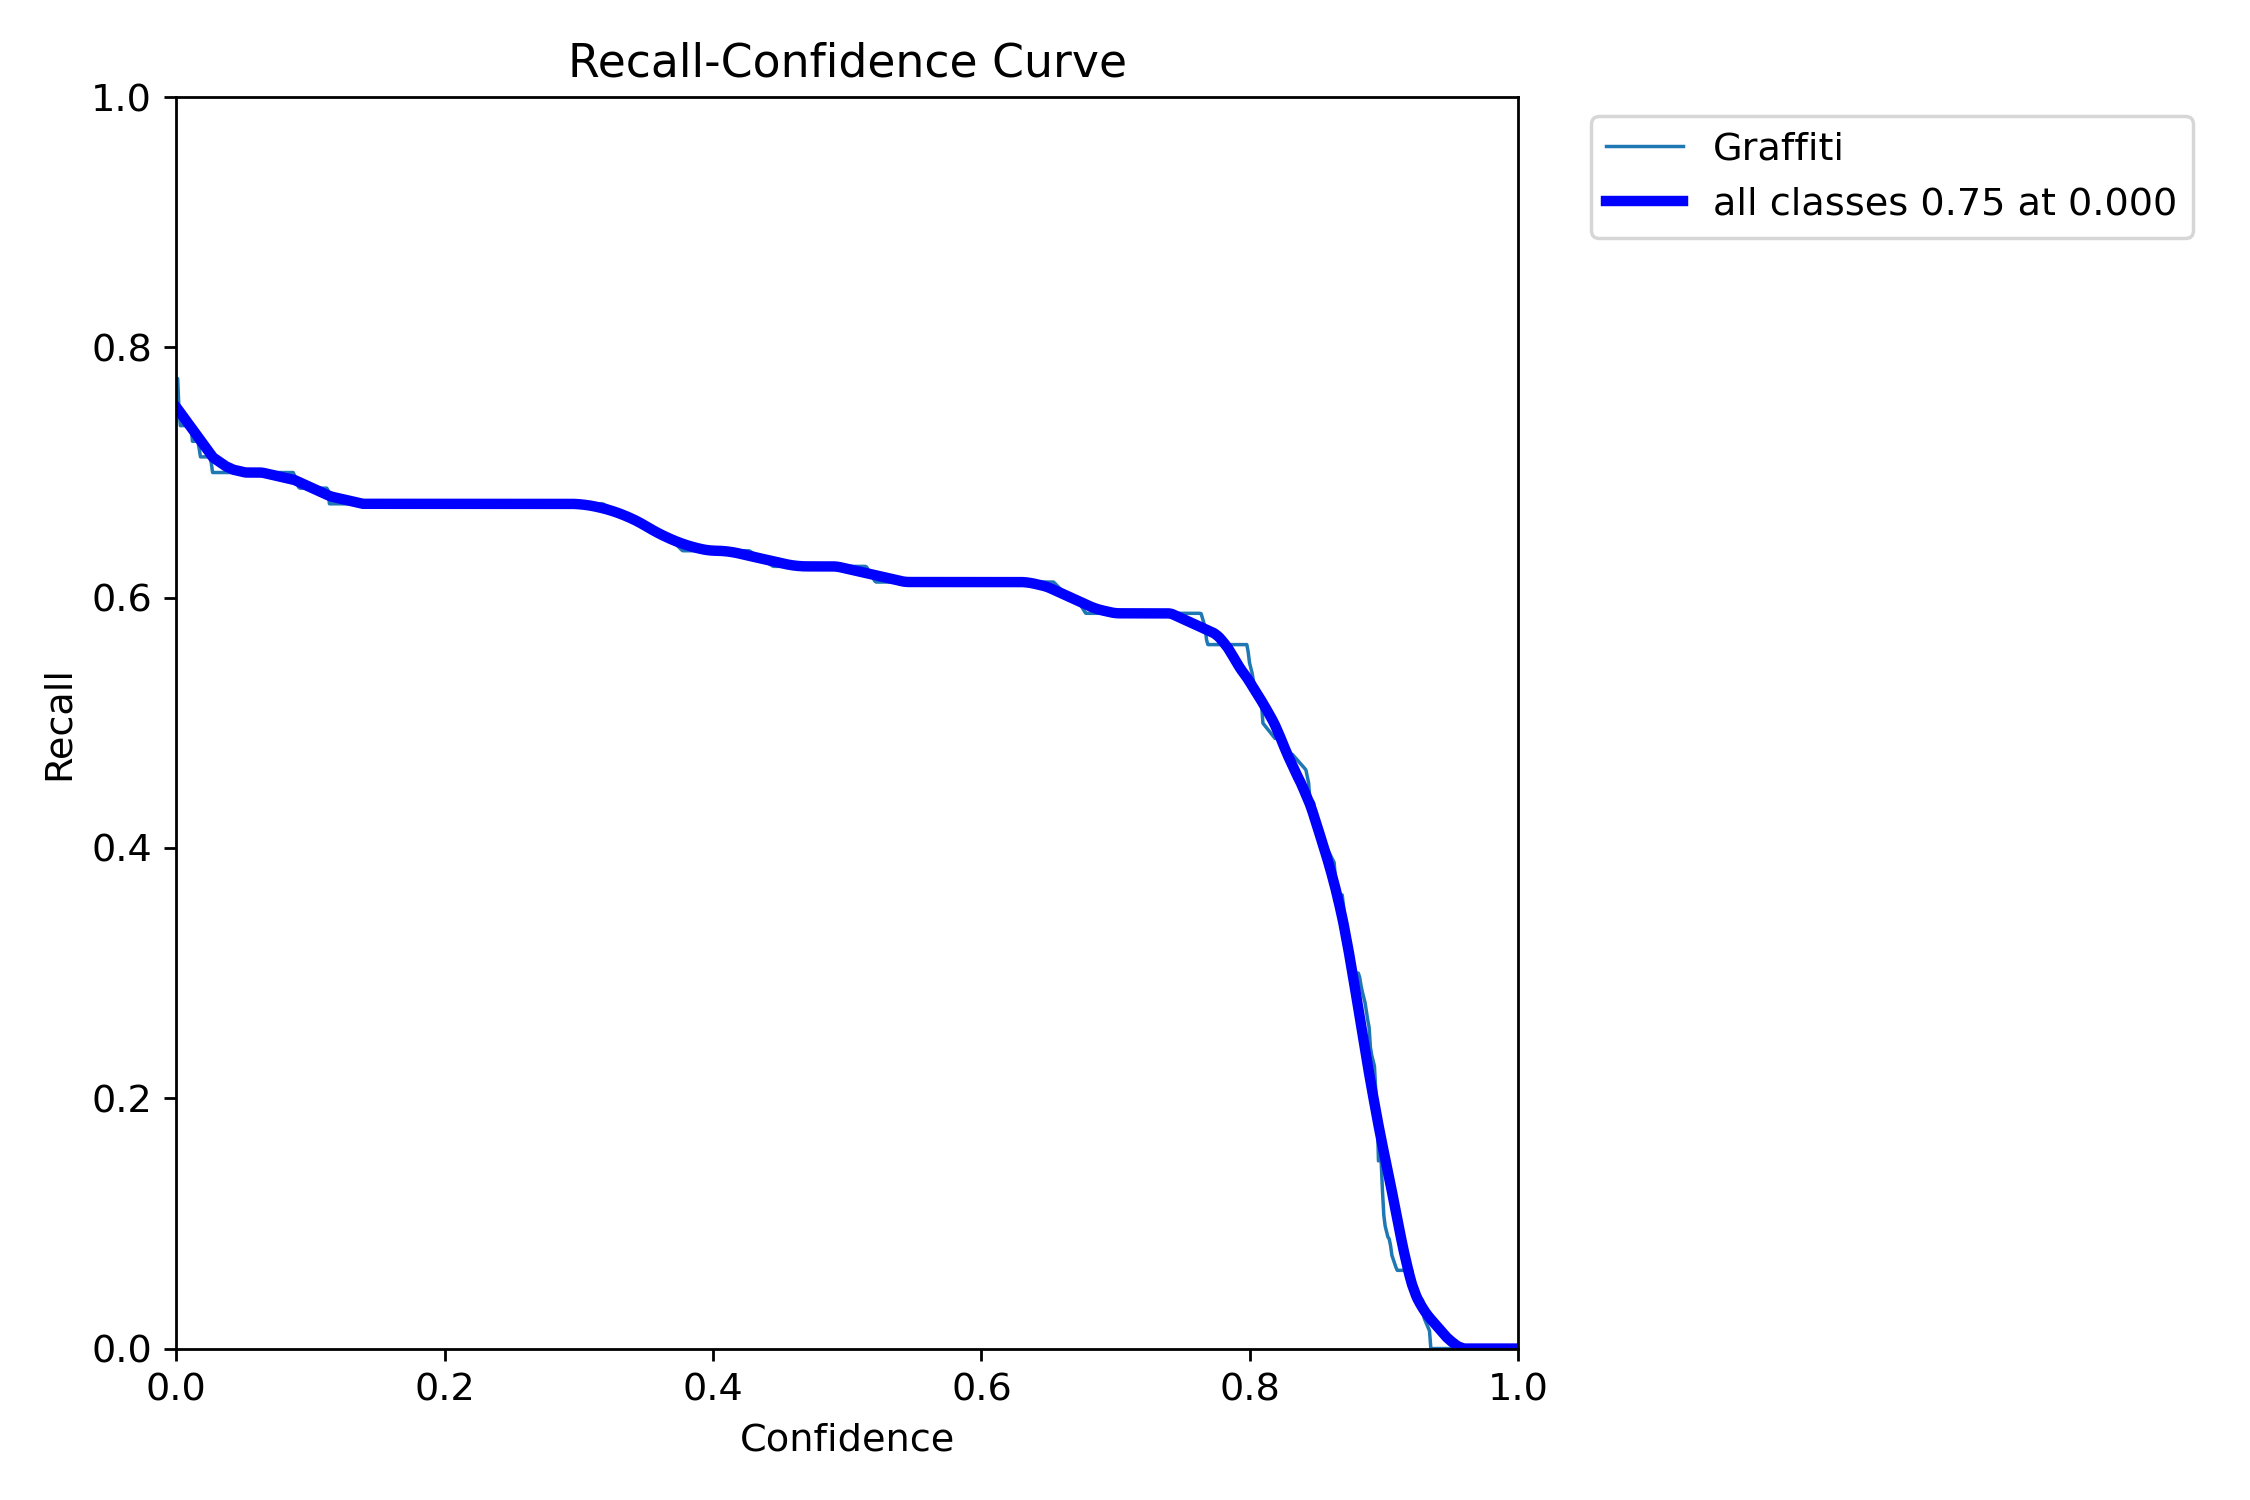 Recall-Confidence Curve
1.0
0.8
0.6
0.4
0.2
0.0
Recall
0.0 0.2 0.4 0.6 0.8 1.0
Confidence
Graffiti
all classes 0.75 at 0.000